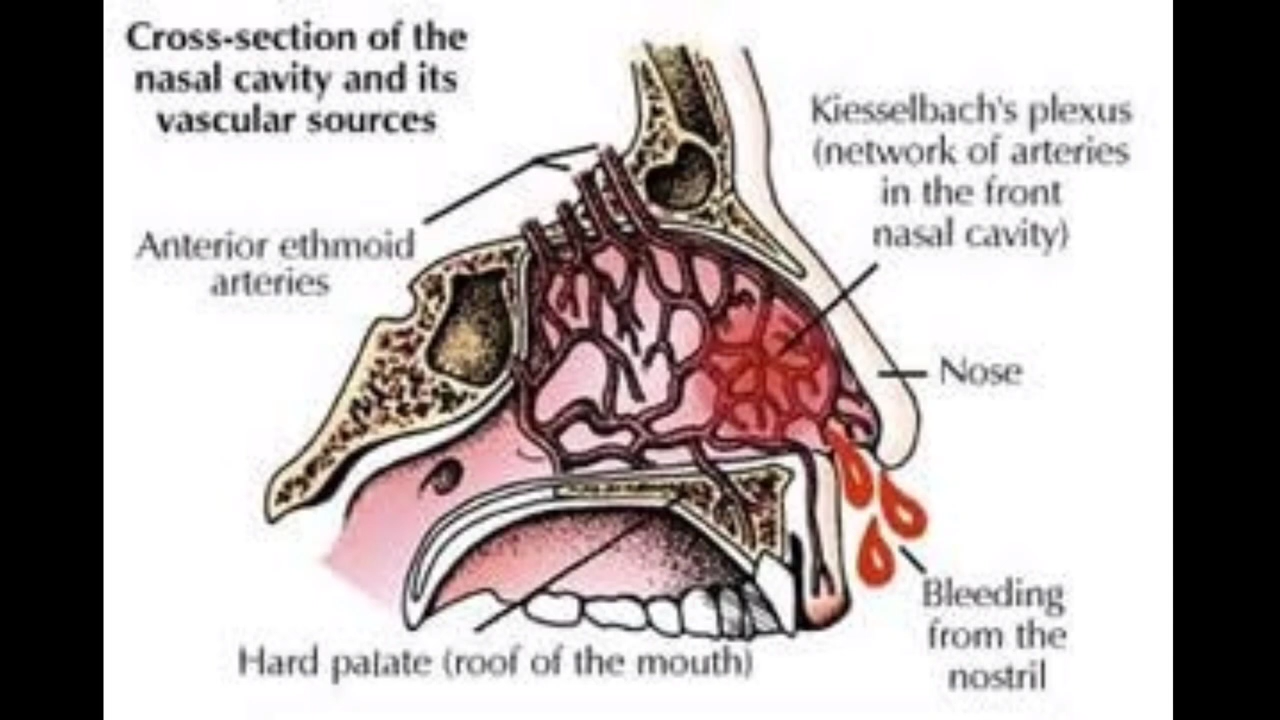 Cross-section of the
nasal cavity and its
vascular sources
Kiesselbach's plexus
(network of arteries
in the front
nasal cavity)
Anterior ethmoid
arteries
Nose
Bleeding
from the
nostril
Hard palate (roof of the mouth)